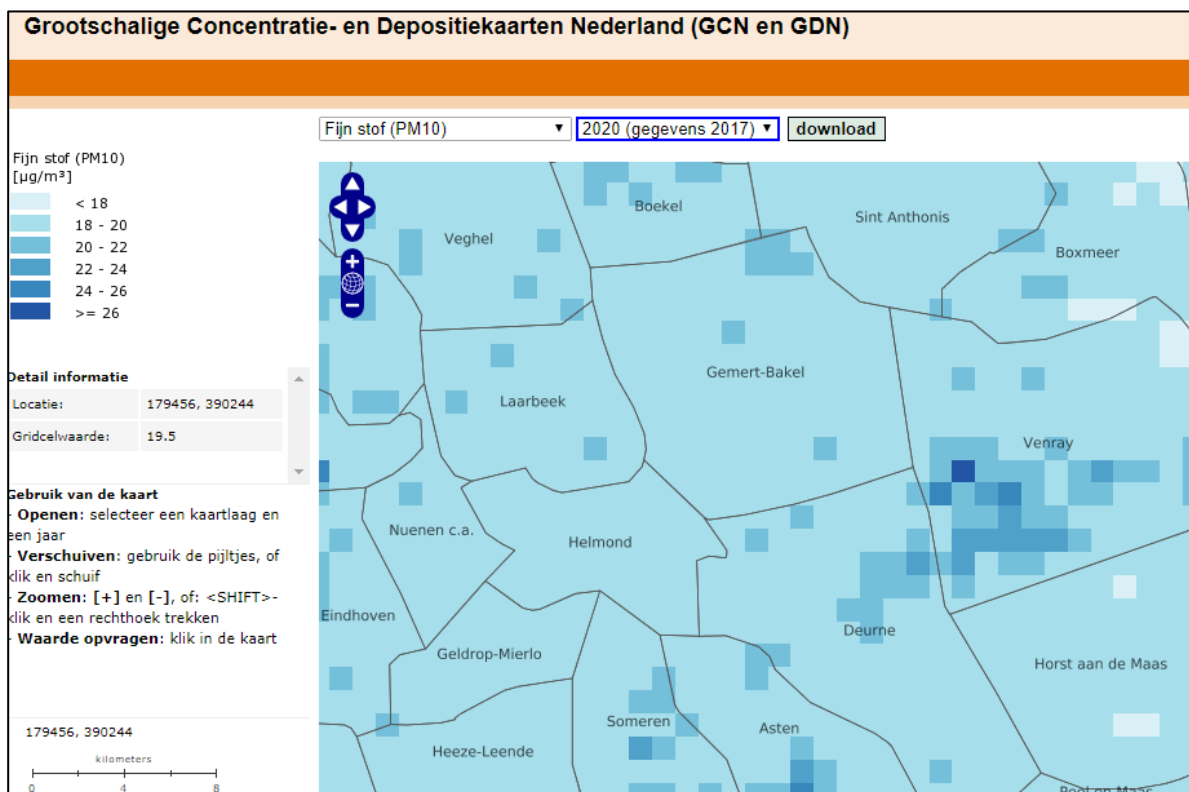 Grootschalige Concentratie- en Depositiekaarten Nederland (GCN en GDN)
Fijn stof (PM10)
2020 (gegevens 2017)
download
Fijn stof (PM10)
[µg/m³]
< 18
18 - 20
20 - 22
22 - 24
24 - 26
>= 26
Detail informatie
Locatie: 179456, 390244
Gridcelwaarde: 19.5
Gebruik van de kaart
- Openen: selecteer een kaartlaag en
een jaar
- Verschuiven: gebruik de pijltjes, of
klik en schuif
- Zoomen: [+] en [-], of: <SHIFT>-
klik en een rechthoek trekken
- Waarde opvragen: klik in de kaart
179456, 390244
kilometers
0 4 8
Boekel
Sint Anthonis
Veghel
Boxmeer
Gemert-Bakel
Laarbeek
Venray
Nuenen c.a.
Helmond
Eindhoven
Deurne
Geldrop-Mierlo
Horst aan de Maas
Someren
Asten
Heeze-Leende
Peel en Maas